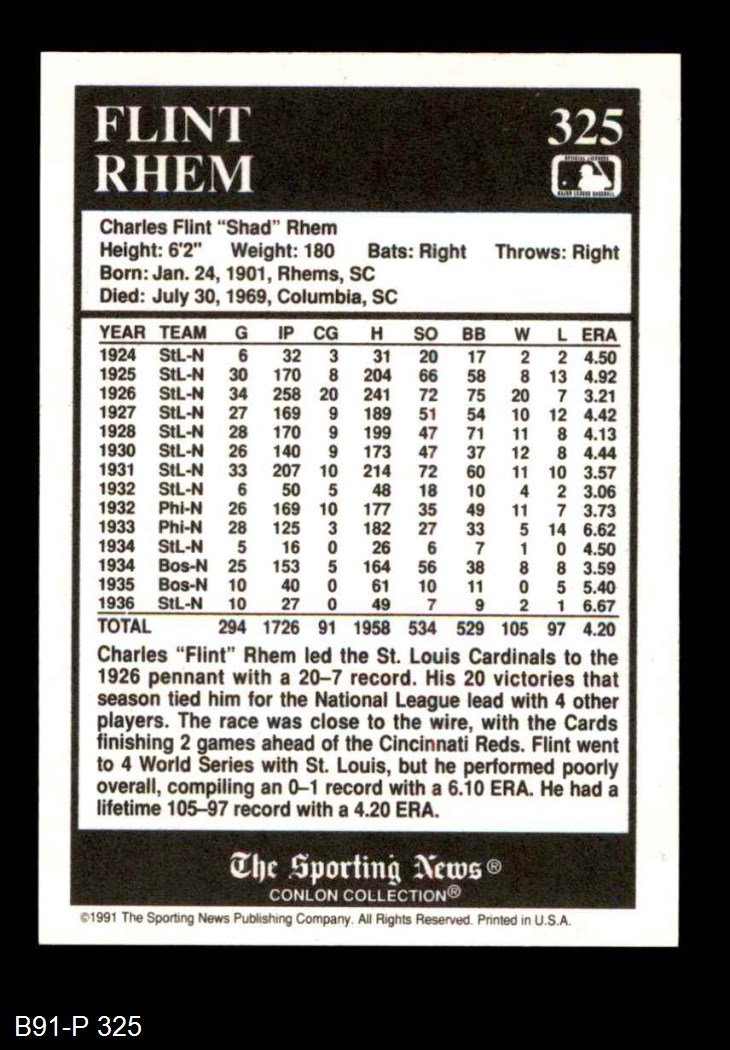 FLINT 325
RHEM
Charles Flint “Shad” Rhem
Height: 6'2" Weight: 180 Bats: Right Throws: Right
Born: Jan. 24, 1901, Rhems, SC
Died: July 30, 1969, Columbia, SC
YEAR TEAM G IP CG H SO BB W L ERA
1924 StL-N 6 32 3 31 20 17 2 2 4.50
1925 StL-N 30 170 8 204 66 58 8 13 4.92
1926 StL-N 34 258 20 241 72 75 20 7 3.21
1927 StL-N 27 169 9 189 51 54 10 12 4.42
1928 StL-N 28 170 9 199 47 71 11 8 4.13
1930 StL-N 26 140 9 173 47 37 12 8 4.44
1931 StL-N 33 207 10 214 72 60 11 10 3.57
1932 StL-N 6 50 5 48 18 10 4 2 3.06
1932 Phi-N 26 169 10 177 35 49 11 7 3.73
1933 Phi-N 28 125 3 182 27 33 5 14 6.62
1934 StL-N 5 16 0 26 6 7 1 0 4.50
1934 Bos-N 25 153 5 164 56 38 8 8 3.59
1935 Bos-N 10 40 0 61 10 11 0 5 5.40
1936 StL-N 10 27 0 49 7 9 2 1 6.67
TOTAL 294 1726 91 1958 534 529 105 97 4.20
Charles “Flint” Rhem led the St. Louis Cardinals to the
1926 pennant with a 20–7 record. His 20 victories that
season tied him for the National League lead with 4 other
players. The race was close to the wire, with the Cards
finishing 2 games ahead of the Cincinnati Reds. Flint went
to 4 World Series with St. Louis, but he performed poorly
overall, compiling an 0–1 record with a 6.10 ERA. He had a
lifetime 105–97 record with a 4.20 ERA.
The Sporting News®
CONLON COLLECTION®
©1991 The Sporting News Publishing Company. All Rights Reserved. Printed in U.S.A.
B91-P 325